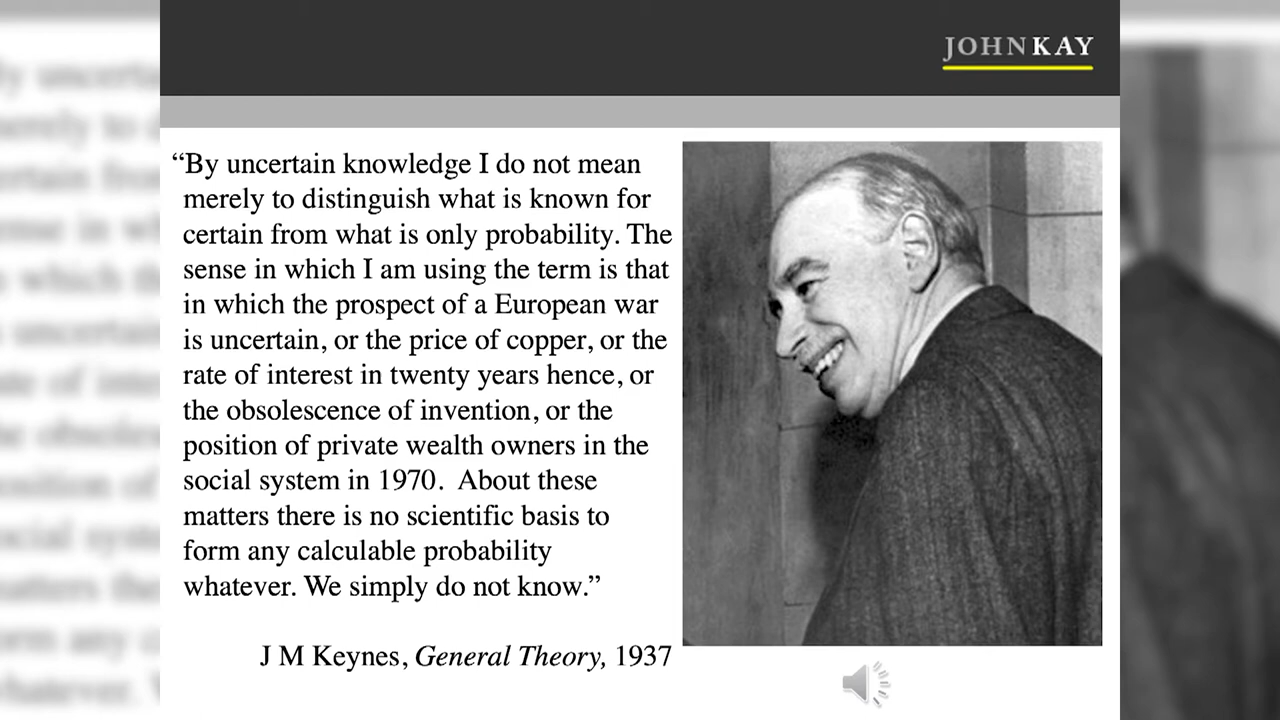 JOHNKAY
“By uncertain knowledge I do not mean
merely to distinguish what is known for
certain from what is only probability. The
sense in which I am using the term is that
in which the prospect of a European war
is uncertain, or the price of copper, or the
rate of interest in twenty years hence, or
the obsolescence of invention, or the
position of private wealth owners in the
social system in 1970.  About these
matters there is no scientific basis to
form any calculable probability
whatever. We simply do not know.”
J M Keynes, General Theory, 1937